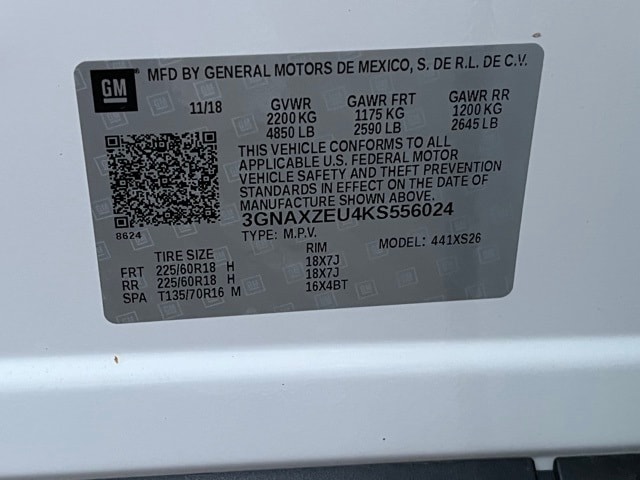 GM MFD BY GENERAL MOTORS DE MEXICO, S. DE R.L. DE C.V.
11/18 GVWR GAWR FRT GAWR RR
2200 KG 1175 KG 1200 KG
4850 LB 2590 LB 2645 LB
THIS VEHICLE CONFORMS TO ALL
APPLICABLE U.S. FEDERAL MOTOR
VEHICLE SAFETY AND THEFT PREVENTION
STANDARDS IN EFFECT ON THE DATE OF
MANUFACTURE SHOWN ABOVE.
3GNAXZEU4KS556024
8624
TYPE: M.P.V. MODEL: 441XS26
TIRE SIZE RIM
FRT 225/60R18 H 18X7J
RR 225/60R18 H 18X7J
SPA T135/70R16 M 16X4BT